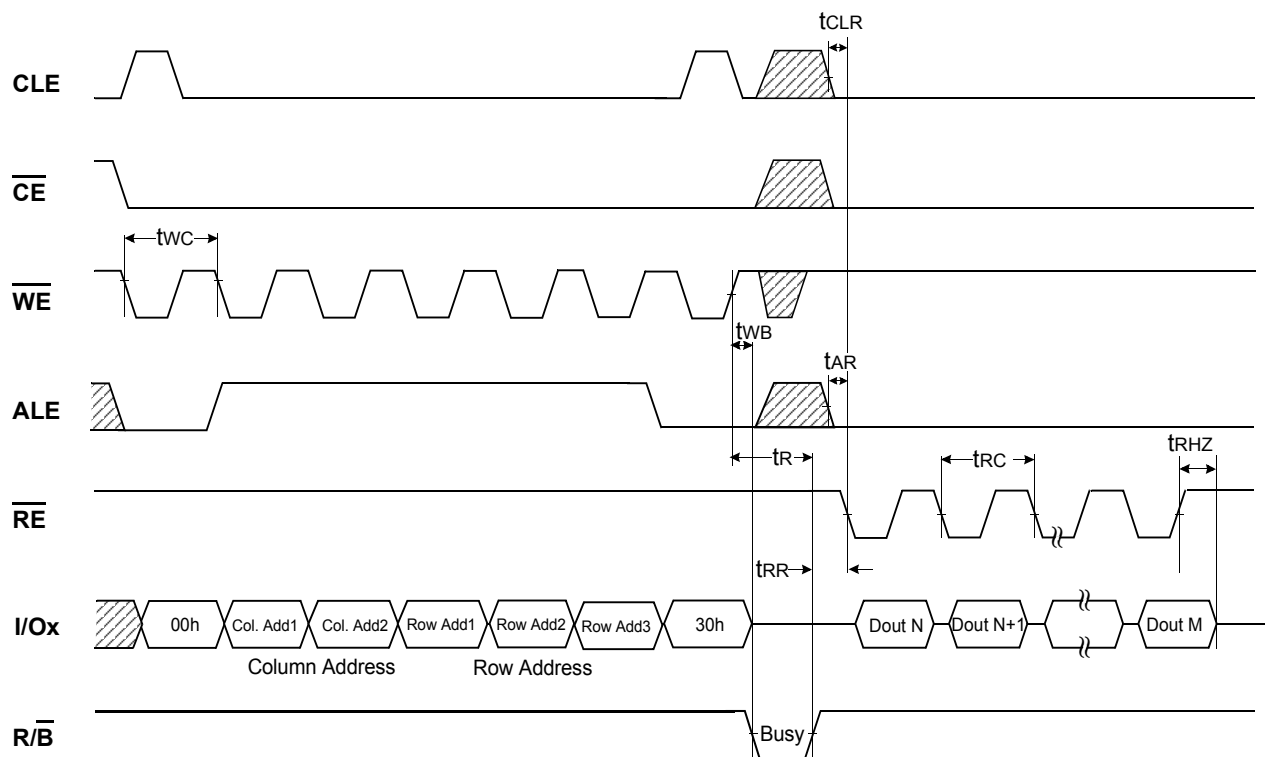 tCLR
CLE
CE
tWC
WE
tWB
tAR
ALE
tR
tRC
tRHZ
RE
tRR
I/Ox
00h
Col. Add1
Col. Add2
Row Add1
Row Add2
Row Add3
30h
Dout N
Dout N+1
Dout M
Column Address
Row Address
R/B
Busy